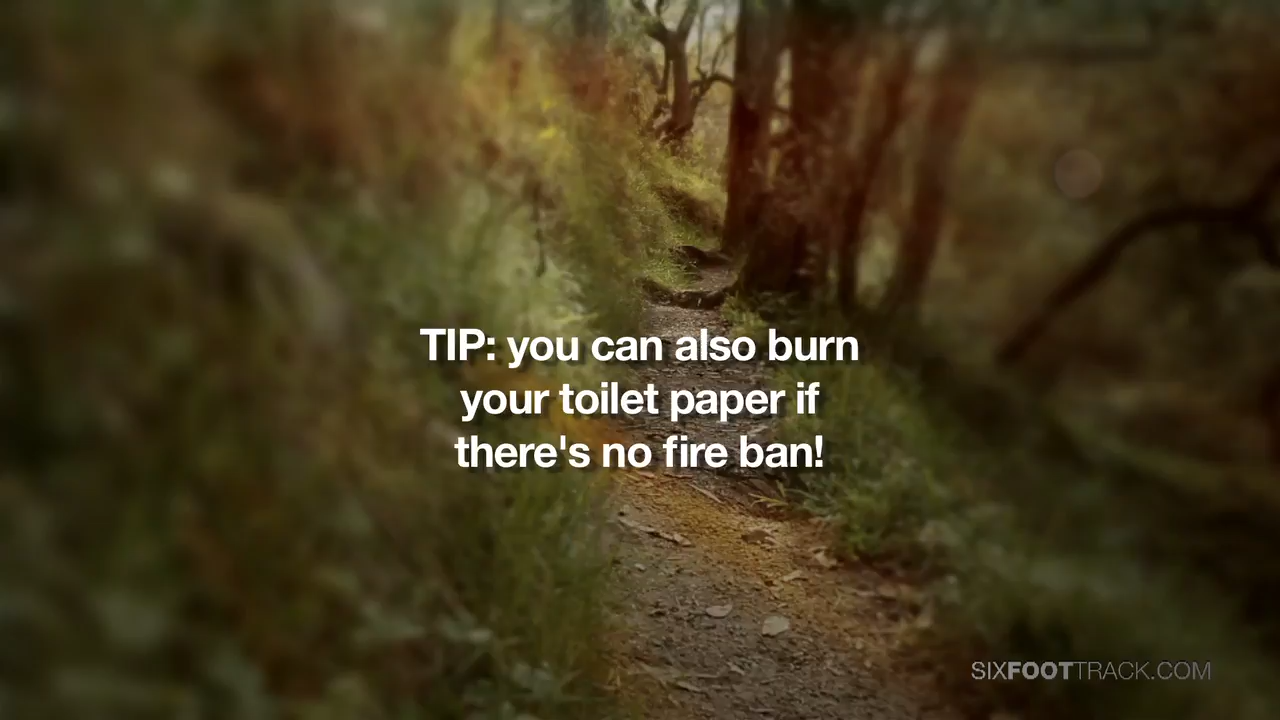 TIP: you can also burn
your toilet paper if
there's no fire ban!
SIXFOOTTRACK.COM